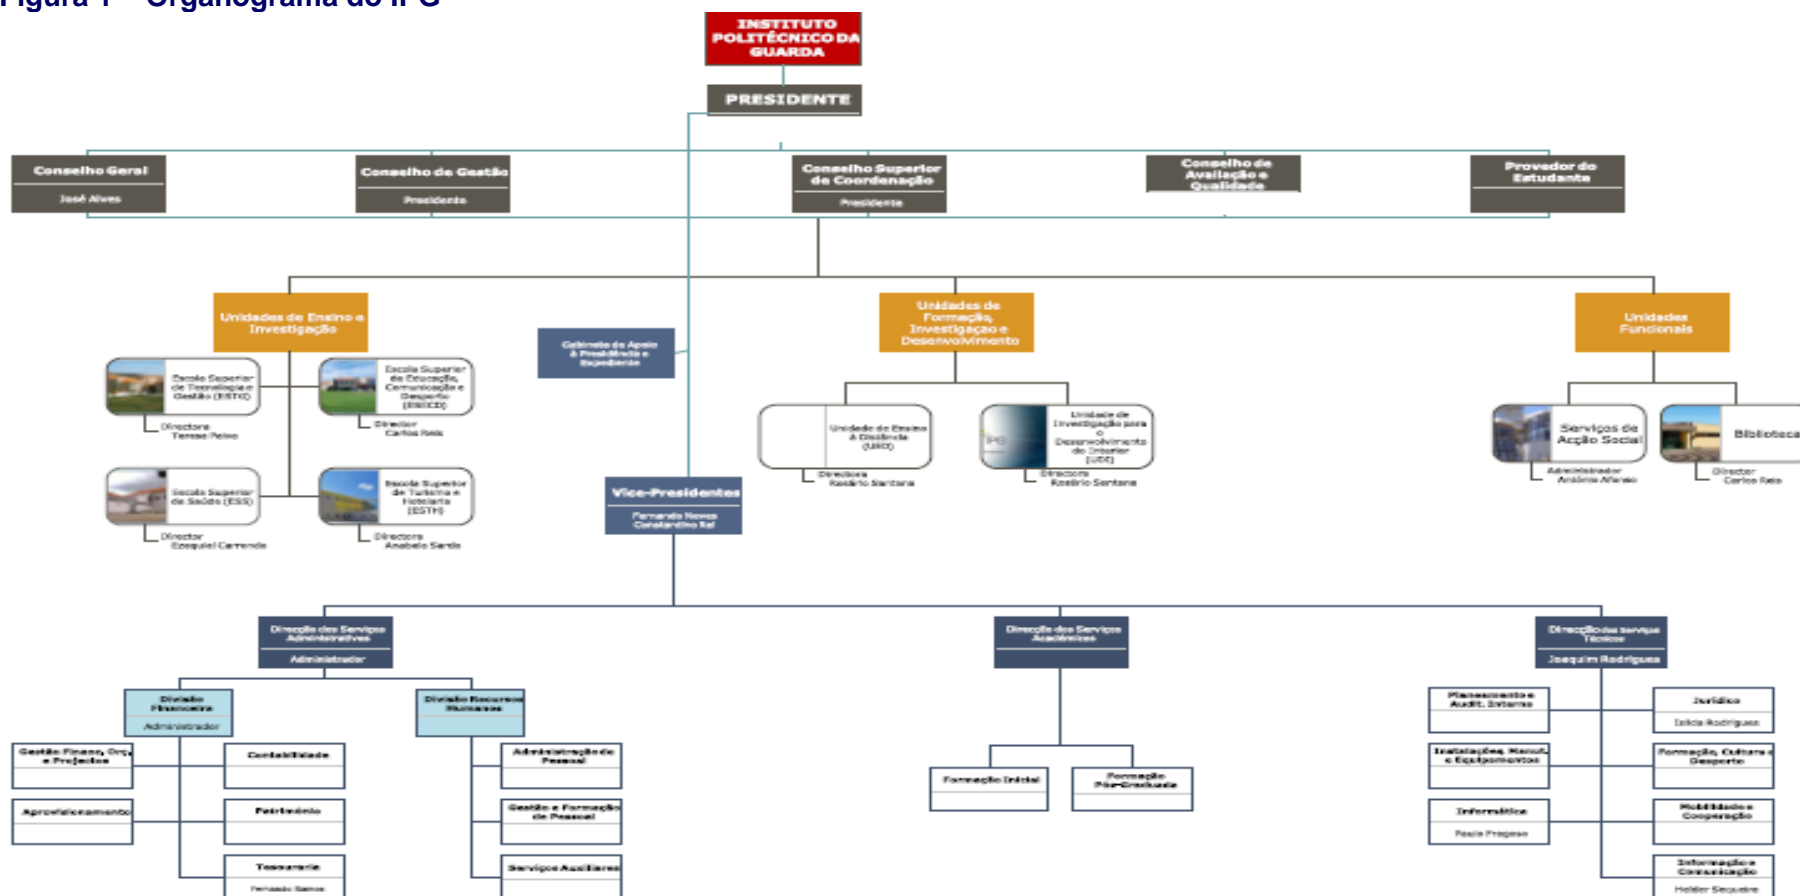 Figura 1 – Organograma do IPG
INSTITUTO
POLITÉCNICO DA
GUARDA
PRESIDENTE
Conselho Geral
José Alves
Conselho de Gestão
Presidente
Conselho Superior
de Coordenação
Presidente
Conselho de
Avaliação e
Qualidade
Provedor do
Estudante
Unidades de Ensino e
Investigação
Escola Superior
de Tecnologia e
Gestão (ESTG)
Directora
Teresa Paiva
Escola Superior
de Educação,
Comunicação e
Desporto
(ESECD)
Director
Carlos Reis
Escola Superior
de Saúde (ESS)
Director
Ezequiel Carrondo
Escola Superior
de Turismo e
Hotelaria
(ESTH)
Directora
Anabela Sardo
Gabinete de Apoio
à Presidência e
Expediente
Unidades de
Formação,
Investigaçao e
Desenvolvimento
Unidade de Ensino
à Distância
(UED)
Directora
Rosário Santana
IPG
Unidade de
Investigação para
o
Desenvolvimento
do Interior
(UDI)
Directora
Rosário Santana
Unidades
Funcionais
Serviços de
Acção Social
Administrador
António Afonso
Biblioteca
Director
Carlos Reis
Vice-Presidentes
Fernando Neves
Constantino Rei
Direcção dos Serviços
Administrativos
Administrador
Direcção dos Serviços
Académicos
Direcção dos Serviços
Técnicos
Joaquim Rodrigues
Divisão
Financeira
Administrador
Divisão Recursos
Humanos
Gestão Financ, Orç,
e Projectos
Contabilidade
Aprovisionamento
Património
Tesouraria
Fernando Ramos
Administração de
Pessoal
Gestão e Formação
de Pessoal
Serviços Auxiliares
Formação Inicial
Formação
Pós-Graduada
Planeamento e
Audit. Interna
Jurídico
Rodrigues
Instalações, Manut.
e Equipamentos
Formação, Cultura e
Desporto
Informática
Paulo Fragoso
Mobilidade e
Cooperação
Informação e
Comunicação
Helder Sequeira